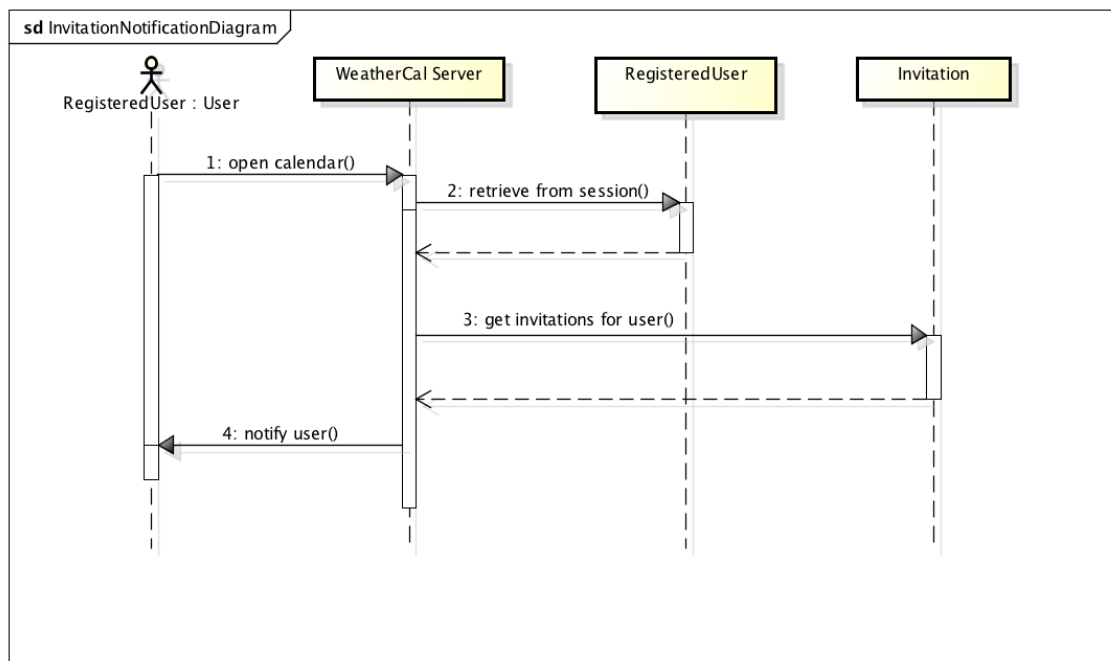 sd InvitationNotificationDiagram
RegisteredUser : User
WeatherCal Server
RegisteredUser
Invitation
1: open calendar()
2: retrieve from session()
3: get invitations for user()
4: notify user()